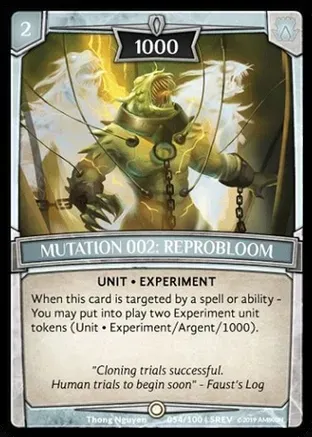 2
1000
MUTATION 002: REPROBLOOM
UNIT • EXPERIMENT
When this card is targeted by a spell or ability -
You may put into play two Experiment unit
tokens (Unit • Experiment/Argent/1000).
"Cloning trials successful.
Human trials to begin soon" - Faust's Log
Thong Nguyen 054/100 LSREV ©2019